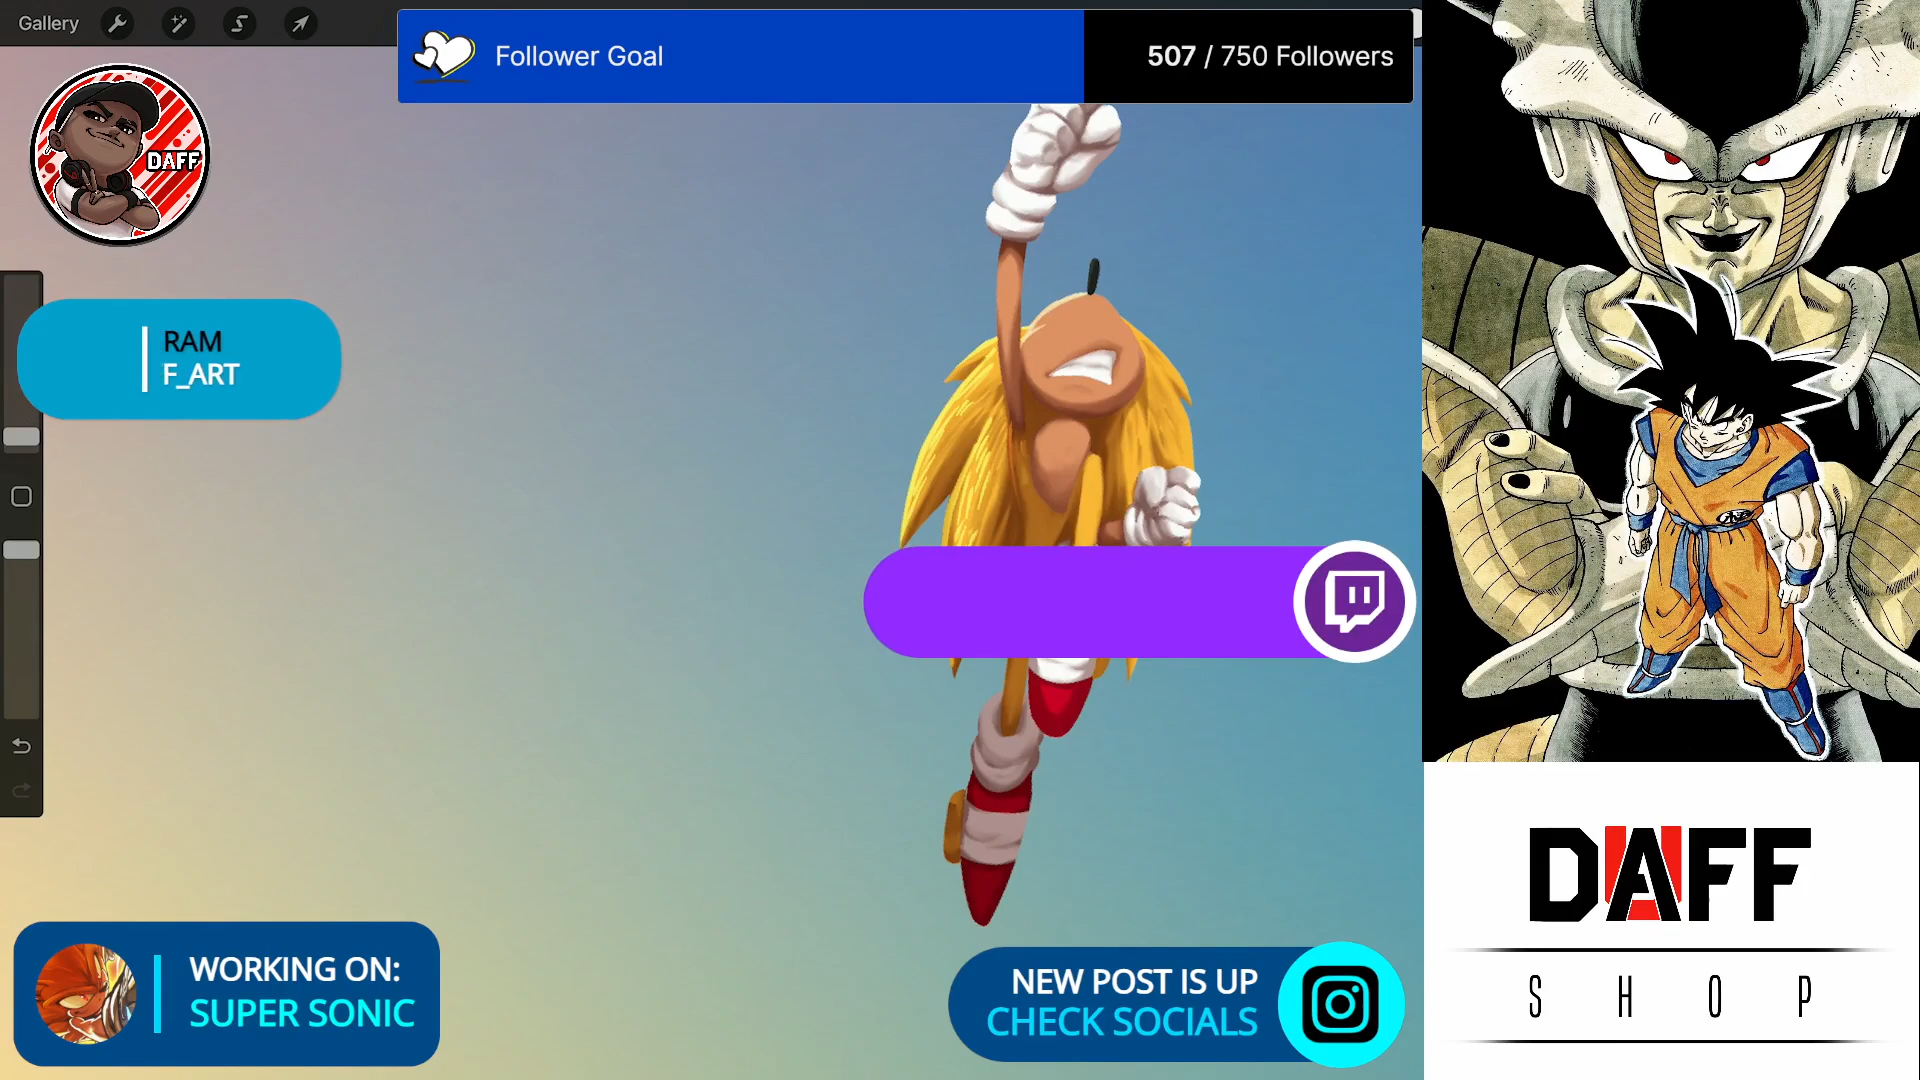 Gallery
Follower Goal
507 / 750 Followers
DAFF
RAM
F_ART
WORKING ON:
SUPER SONIC
NEW POST IS UP
CHECK SOCIALS
DAFF
SHOP